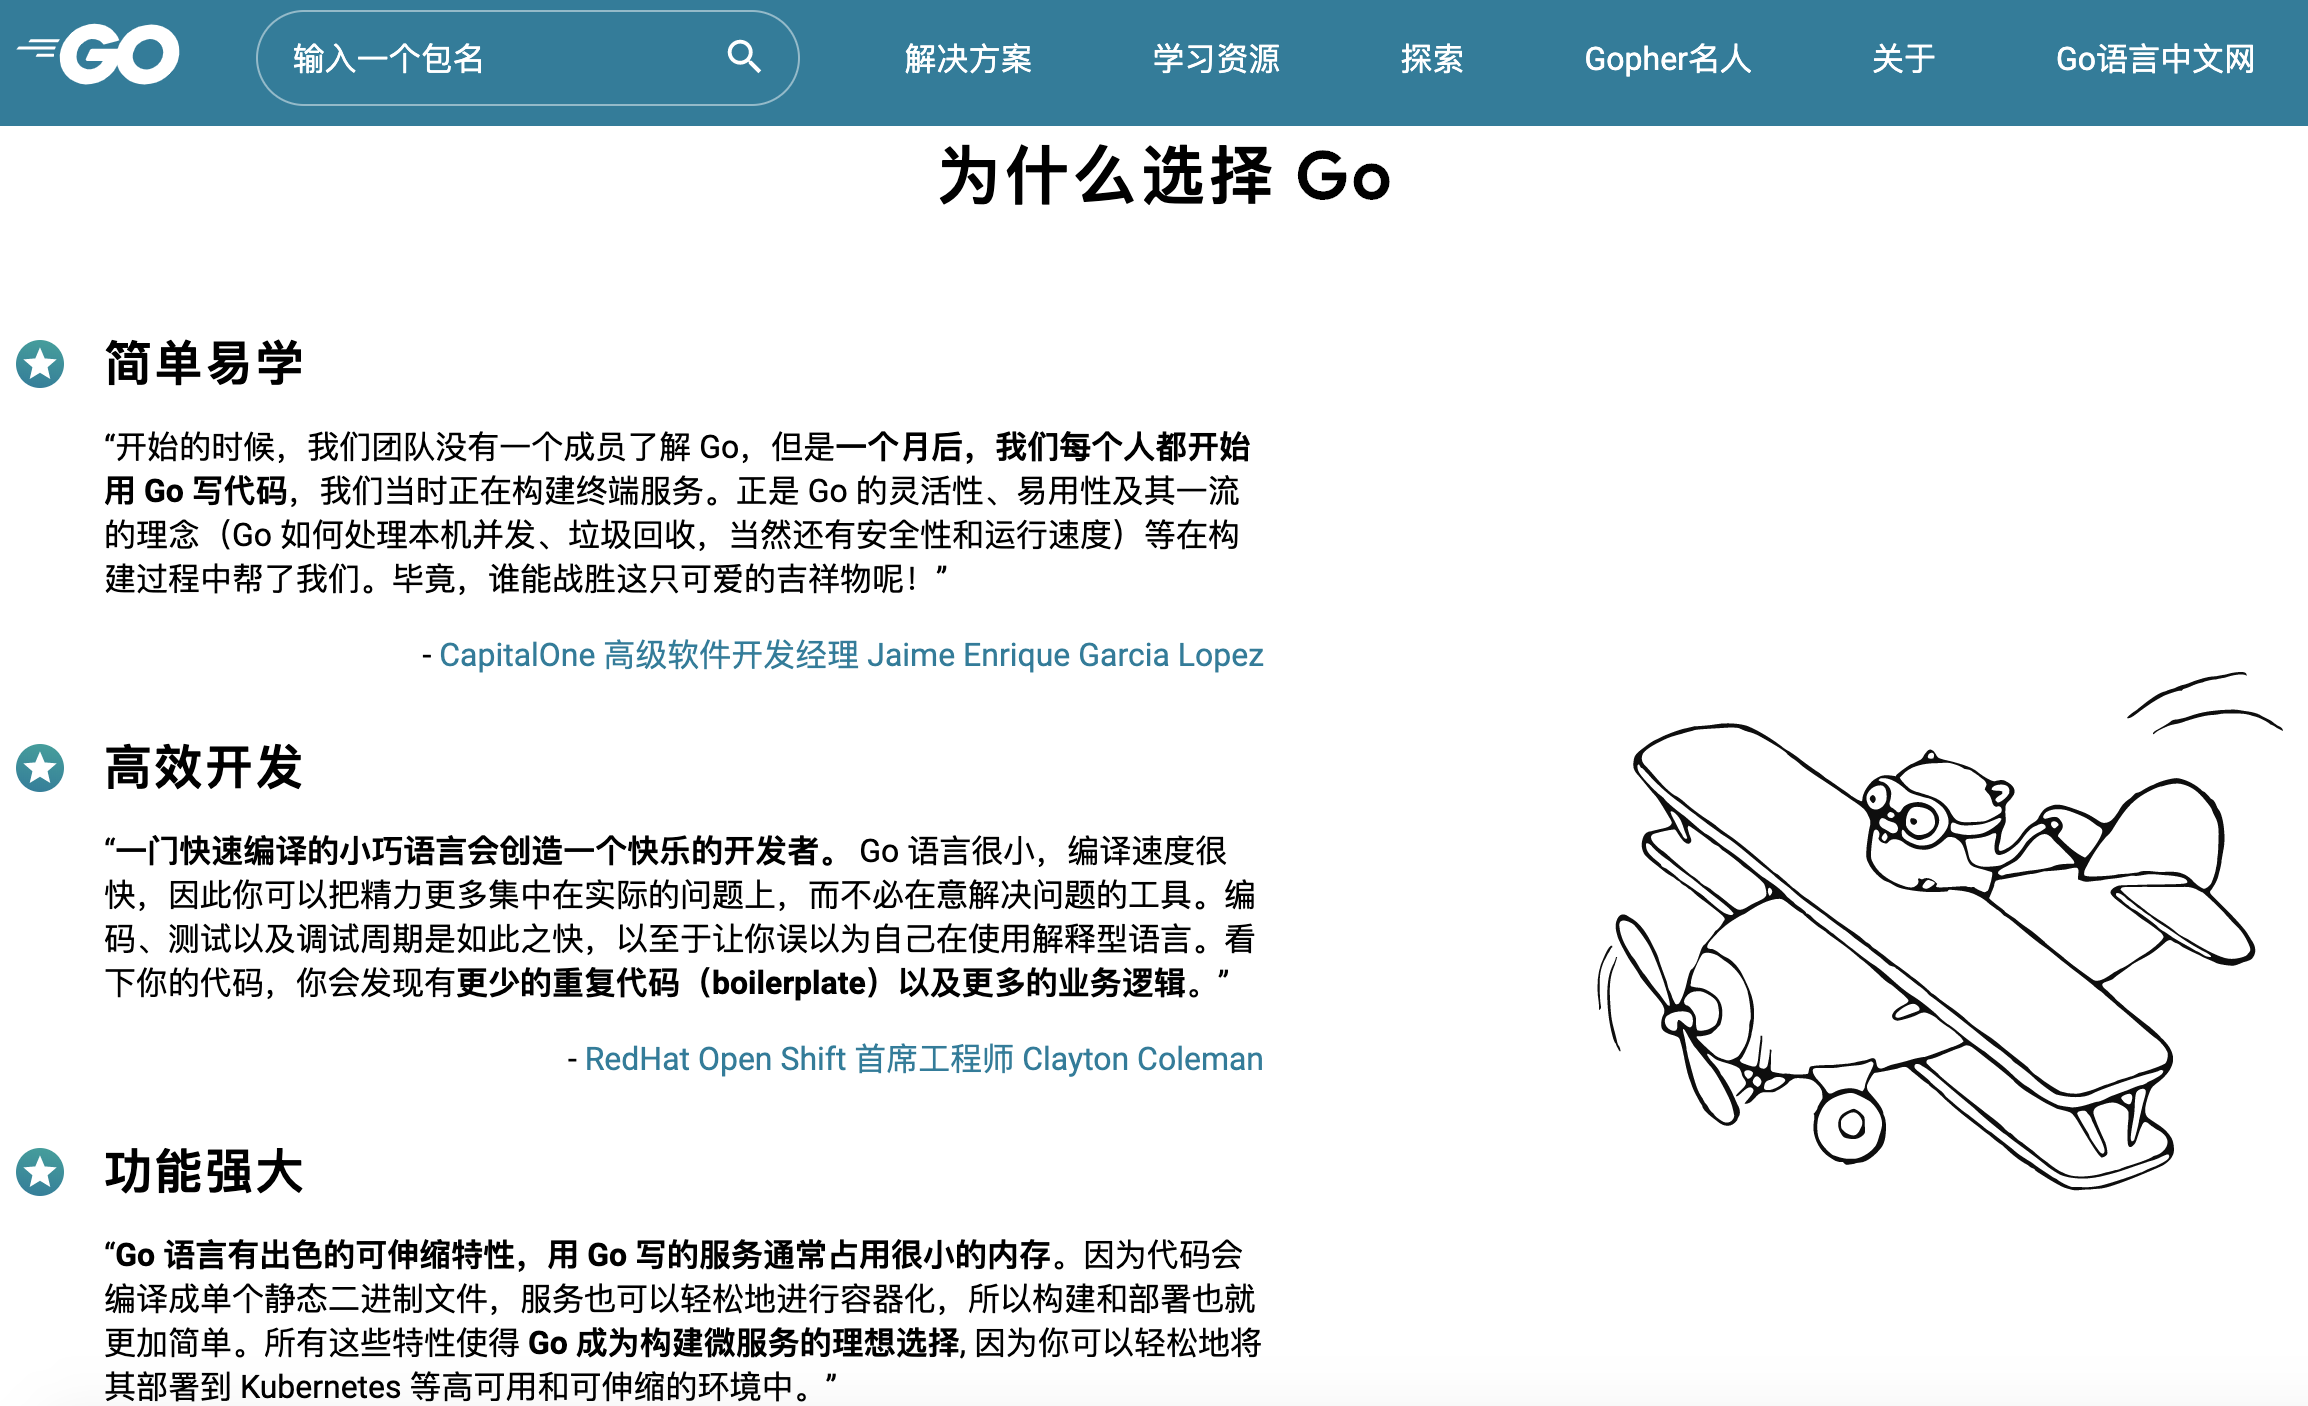 GO
输入一个包名
解决方案
学习资源
探索
Gopher名人
关于
Go语言中文网
为什么选择 Go
简单易学
“开始的时候，我们团队没有一个成员了解 Go，但是一个月后，我们每个人都开始
用 Go 写代码，我们当时正在构建终端服务。正是 Go 的灵活性、易用性及其一流
的理念（Go 如何处理本机并发、垃圾回收，当然还有安全性和运行速度）等在构
建过程中帮了我们。毕竟，谁能战胜这只可爱的吉祥物呢！”
- CapitalOne 高级软件开发经理 Jaime Enrique Garcia Lopez
高效开发
“一门快速编译的小巧语言会创造一个快乐的开发者。 Go 语言很小，编译速度很
快，因此你可以把精力更多集中在实际的问题上，而不必在意解决问题的工具。编
码、测试以及调试周期是如此之快，以至于让你误以为自己在使用解释型语言。看
下你的代码，你会发现有更少的重复代码（boilerplate）以及更多的业务逻辑。”
- RedHat Open Shift 首席工程师 Clayton Coleman
功能强大
“Go 语言有出色的可伸缩特性，用 Go 写的服务通常占用很小的内存。因为代码会
编译成单个静态二进制文件，服务也可以轻松地进行容器化，所以构建和部署也就
更加简单。所有这些特性使得 Go 成为构建微服务的理想选择, 因为你可以轻松地将
其部署到 Kubernetes 等高可用和可伸缩的环境中。”